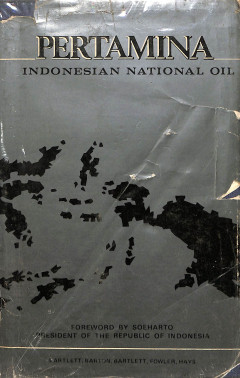 PERTAMINA
INDONESIAN NATIONAL OIL
FOREWORD BY SOEHARTO
PRESIDENT OF THE REPUBLIC OF INDONESIA
BARTLETT, BARTON, BARTLETT, FOWLER, HAYS